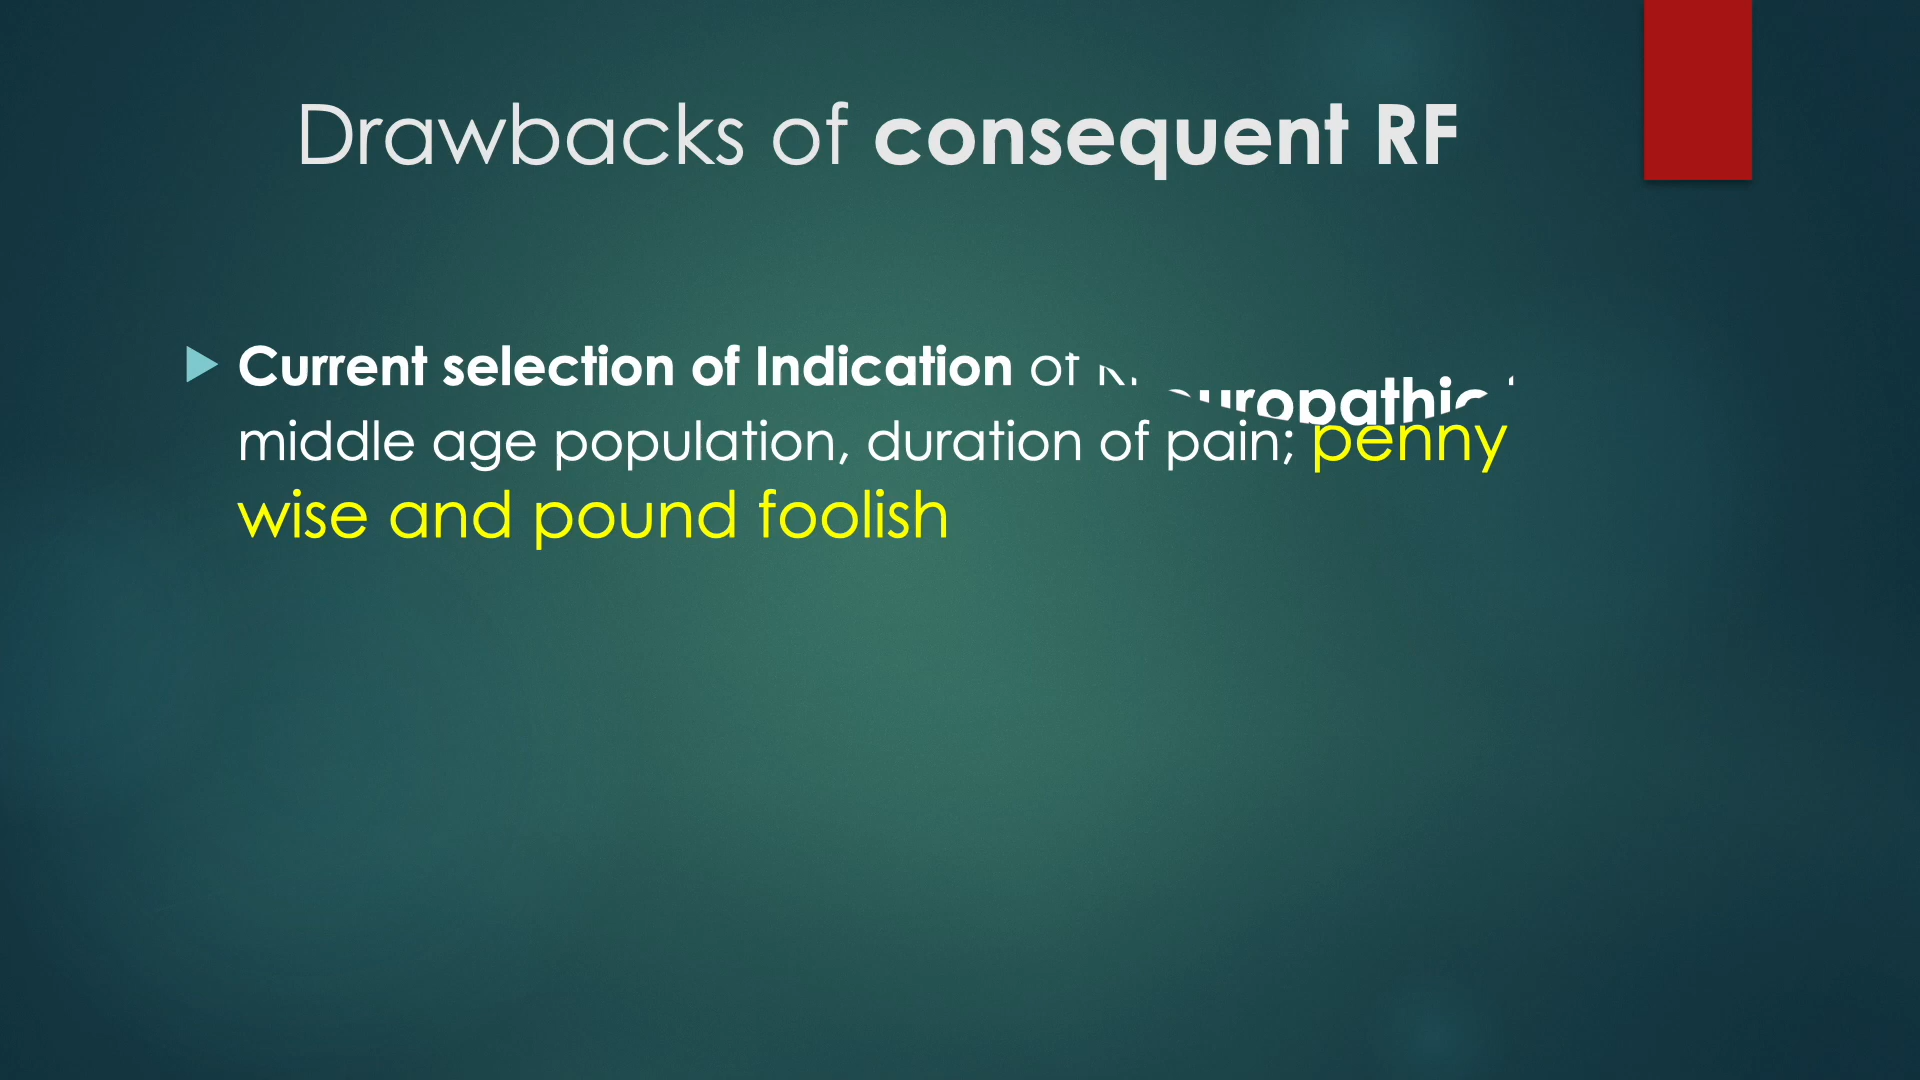 Drawbacks of consequent RF
Current selection of Indication of
middle age population, duration of pain; penny
wise and pound foolish